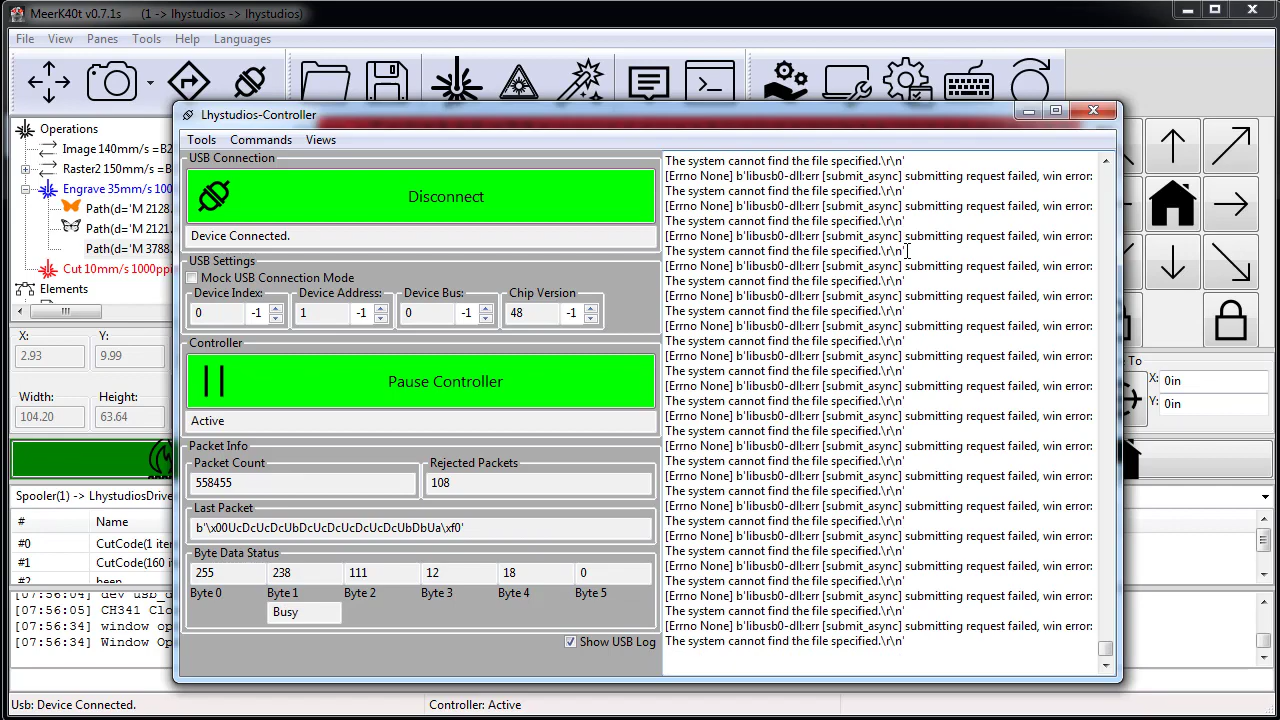 MeerK40t v0.7.1s (1 -> lhystudios -> lhystudios)
File View Panes Tools Help Languages
Lhystudios-Controller
Tools Commands Views
Operations
Image 140mm/s =B2
Raster2 150mm/s =B
Engrave 35mm/s 100
Path(d='M 2128.
Path(d='M 2121.
Path(d='M 3788.
Cut 10mm/s 1000ppi
Elements
X: Y:
2.93 9.99
Width: Height:
104.20 63.64
Spooler(1) -> LhystudiosDrive
# Name
#0 CutCode(1 iter
#1 CutCode(160 it
#2 been
[07:56:04] dev usb d
[07:56:05] CH341 Clo
[07:56:34] window op
[07:56:34] Window Op
USB Connection
Disconnect
Device Connected.
USB Settings
Mock USB Connection Mode
Device Index: Device Address: Device Bus: Chip Version
0 -1 1 -1 0 -1 48 -1
Controller
Pause Controller
Active
Packet Info
Packet Count Rejected Packets
558455 108
Last Packet
b'\x00UcDcUcDcUbDcUcDcUcDcUcDcUbDbUa\xf0'
Byte Data Status
255 238 111 12 18 0
Byte 0 Byte 1 Byte 2 Byte 3 Byte 4 Byte 5
Busy
Show USB Log
The system cannot find the file specified.\r\n'
[Errno None] b'libusb0-dll:err [submit_async] submitting request failed, win error:
The system cannot find the file specified.\r\n'
[Errno None] b'libusb0-dll:err [submit_async] submitting request failed, win error:
The system cannot find the file specified.\r\n'
[Errno None] b'libusb0-dll:err [submit_async] submitting request failed, win error:
The system cannot find the file specified.\r\n'
[Errno None] b'libusb0-dll:err [submit_async] submitting request failed, win error:
The system cannot find the file specified.\r\n'
[Errno None] b'libusb0-dll:err [submit_async] submitting request failed, win error:
The system cannot find the file specified.\r\n'
[Errno None] b'libusb0-dll:err [submit_async] submitting request failed, win error:
The system cannot find the file specified.\r\n'
[Errno None] b'libusb0-dll:err [submit_async] submitting request failed, win error:
The system cannot find the file specified.\r\n'
[Errno None] b'libusb0-dll:err [submit_async] submitting request failed, win error:
The system cannot find the file specified.\r\n'
[Errno None] b'libusb0-dll:err [submit_async] submitting request failed, win error:
The system cannot find the file specified.\r\n'
[Errno None] b'libusb0-dll:err [submit_async] submitting request failed, win error:
The system cannot find the file specified.\r\n'
[Errno None] b'libusb0-dll:err [submit_async] submitting request failed, win error:
The system cannot find the file specified.\r\n'
[Errno None] b'libusb0-dll:err [submit_async] submitting request failed, win error:
The system cannot find the file specified.\r\n'
[Errno None] b'libusb0-dll:err [submit_async] submitting request failed, win error:
The system cannot find the file specified.\r\n'
[Errno None] b'libusb0-dll:err [submit_async] submitting request failed, win error:
The system cannot find the file specified.\r\n'
[Errno None] b'libusb0-dll:err [submit_async] submitting request failed, win error:
The system cannot find the file specified.\r\n'
[Errno None] b'libusb0-dll:err [submit_async] submitting request failed, win error:
The system cannot find the file specified.\r\n'
To
X: 0in
Y: 0in
Usb: Device Connected. Controller: Active